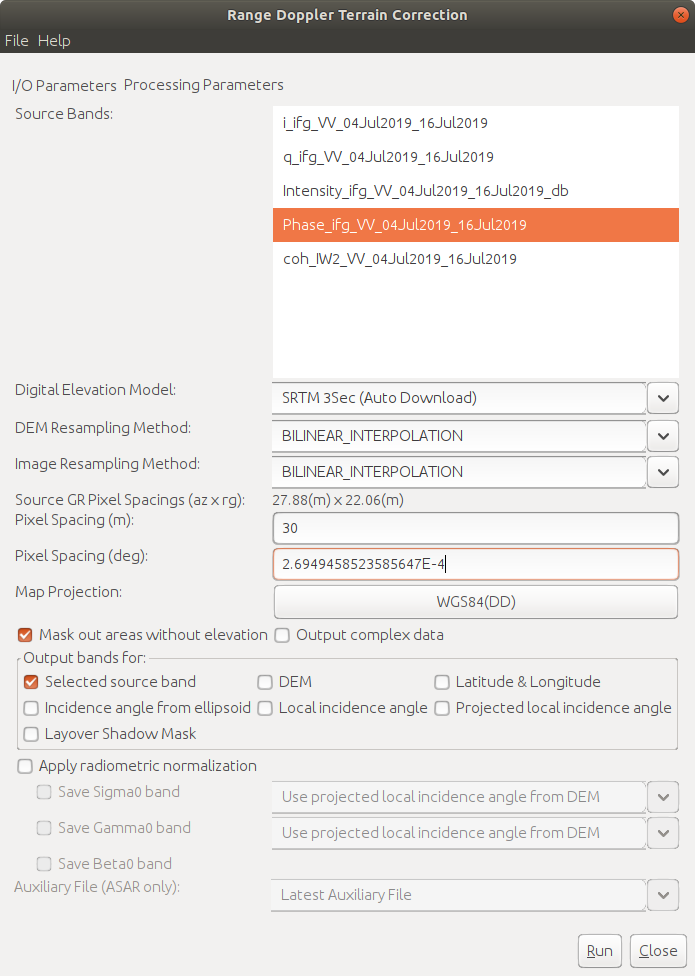 Range Doppler Terrain Correction
File Help
I/O Parameters Processing Parameters
Source Bands:
i_ifg_VV_04Jul2019_16Jul2019
q_ifg_VV_04Jul2019_16Jul2019
Intensity_ifg_VV_04Jul2019_16Jul2019_db
Phase_ifg_VV_04Jul2019_16Jul2019
coh_IW2_VV_04Jul2019_16Jul2019
Digital Elevation Model: SRTM 3Sec (Auto Download)
DEM Resampling Method: BILINEAR_INTERPOLATION
Image Resampling Method: BILINEAR_INTERPOLATION
Source GR Pixel Spacings (az x rg): 27.88(m) x 22.06(m)
Pixel Spacing (m): 30
Pixel Spacing (deg): 2.6949458523585647E-4
Map Projection: WGS84(DD)
Mask out areas without elevation Output complex data
Output bands for:
Selected source band DEM Latitude & Longitude
Incidence angle from ellipsoid Local incidence angle Projected local incidence angle
Layover Shadow Mask
Apply radiometric normalization
Save Sigma0 band Use projected local incidence angle from DEM
Save Gamma0 band Use projected local incidence angle from DEM
Save Beta0 band
Auxiliary File (ASAR only): Latest Auxiliary File
Run Close